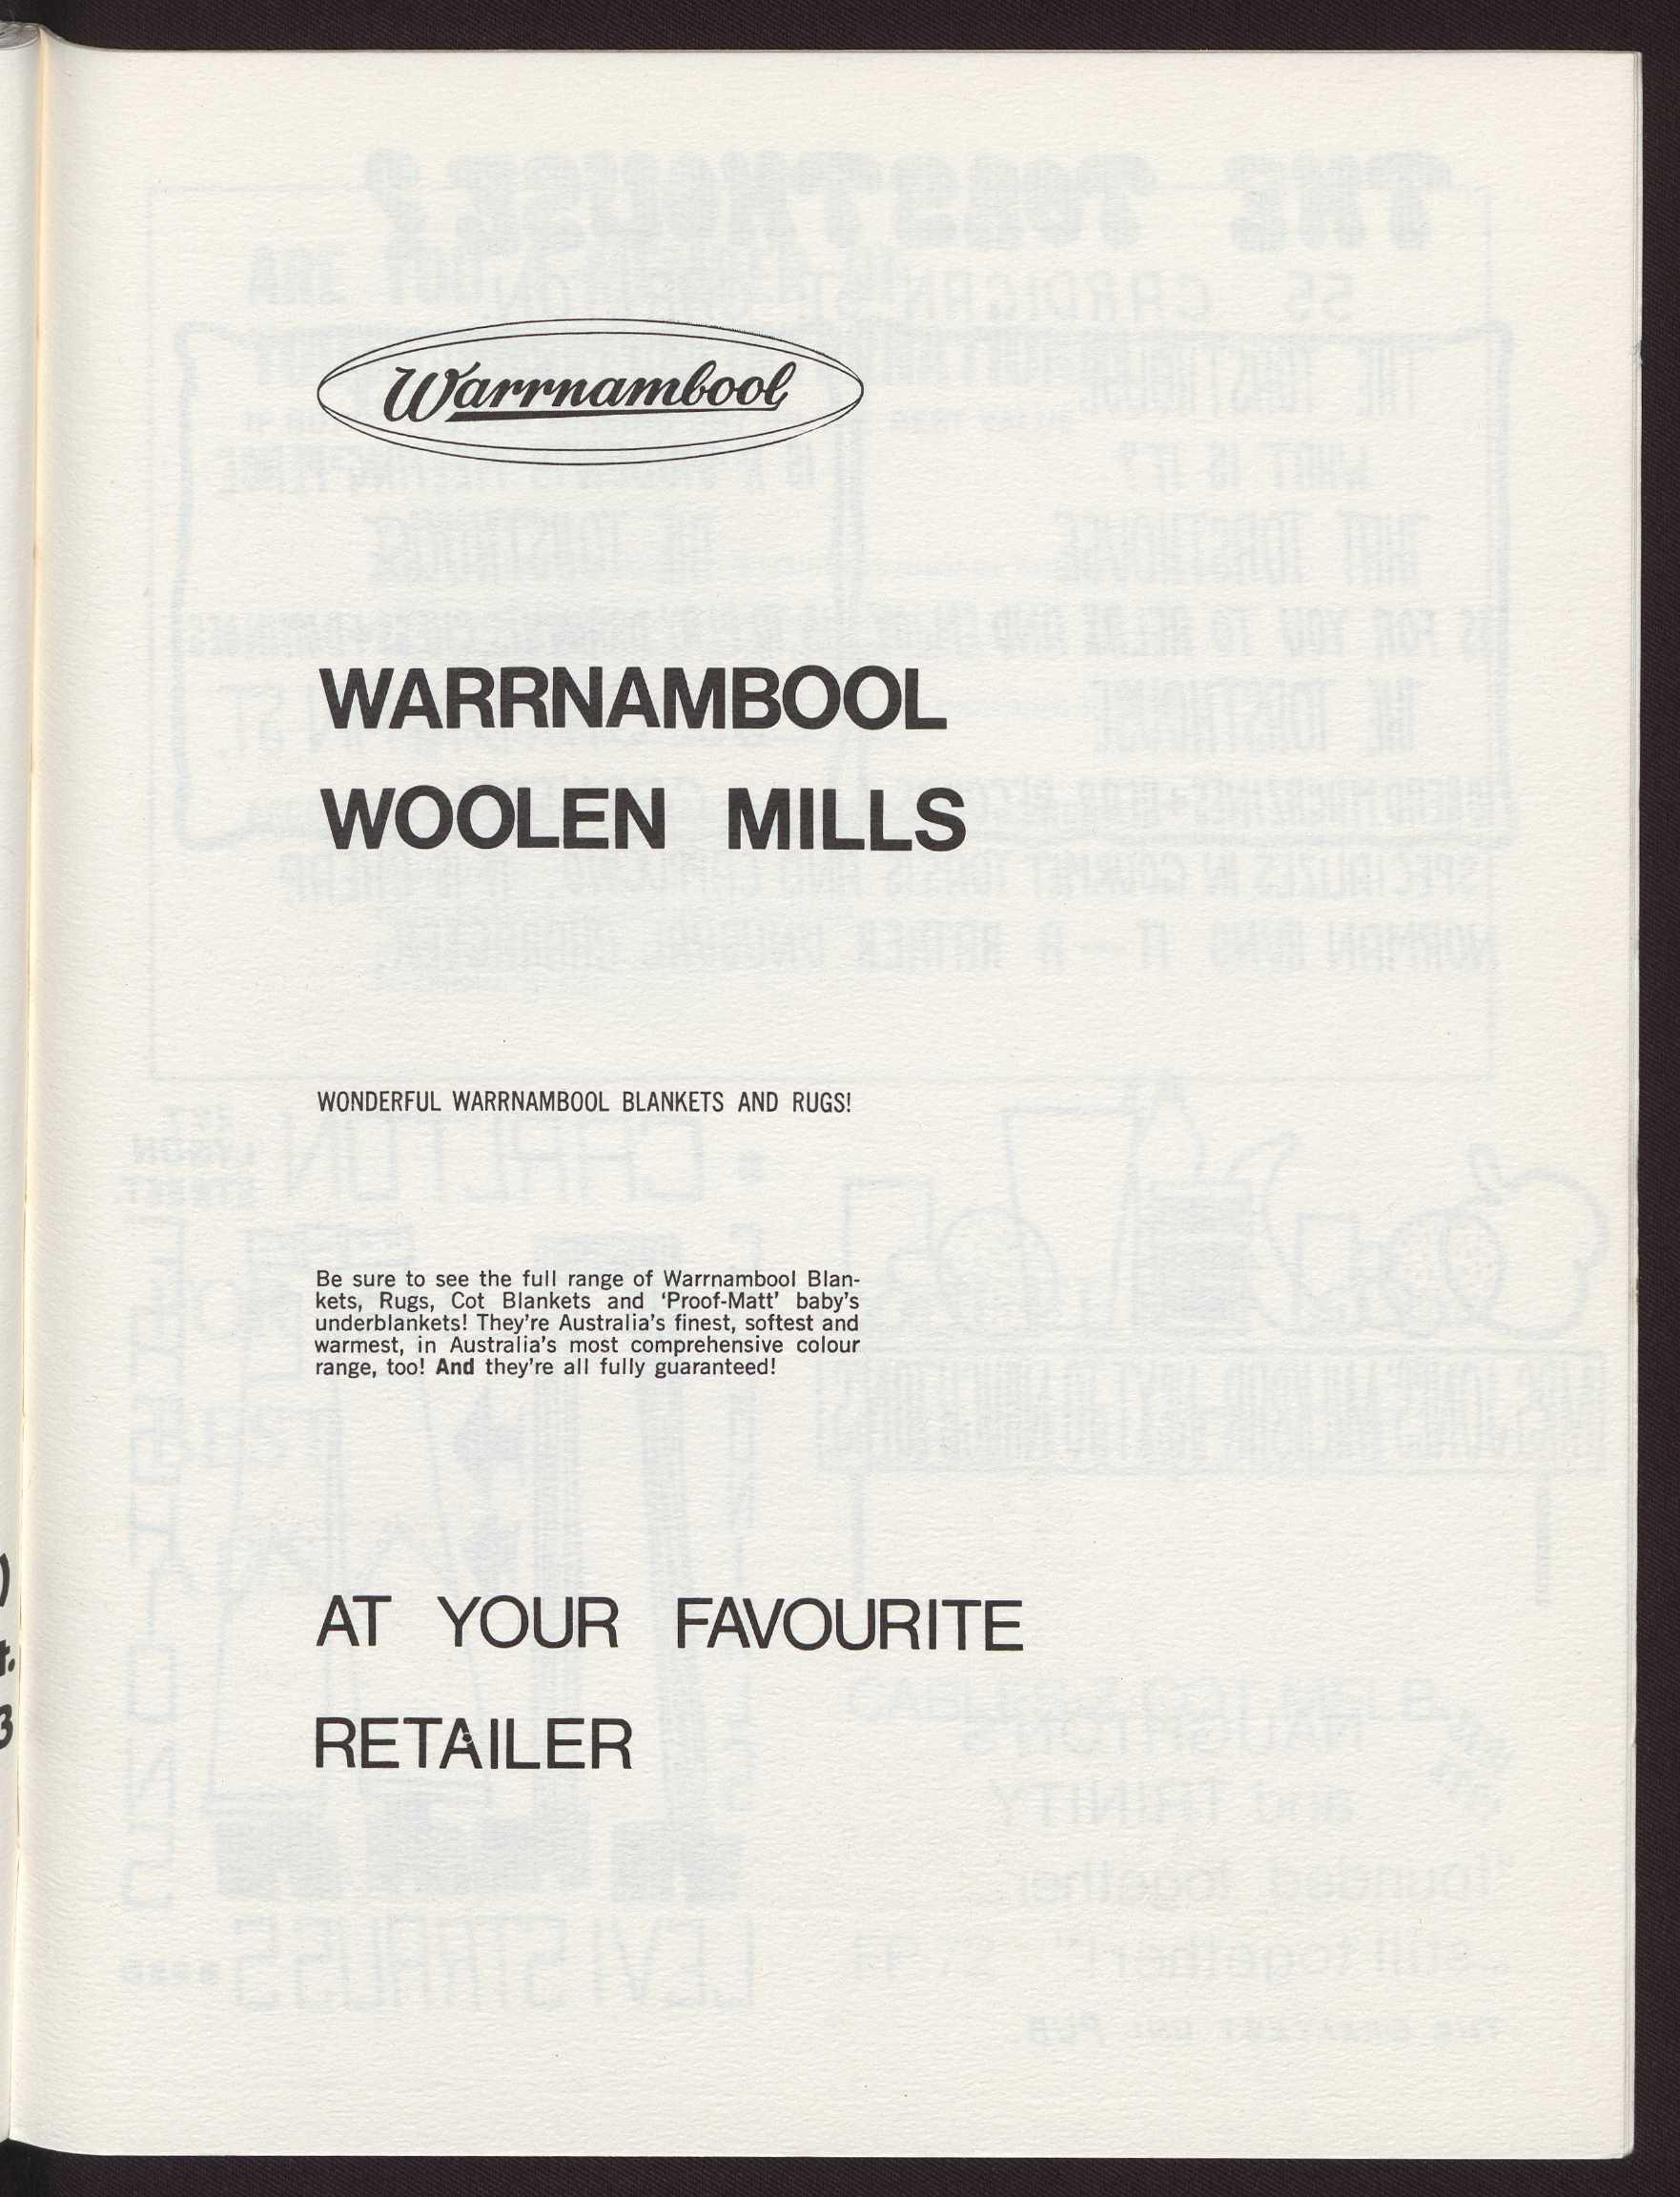 Warrnambool
WARRNAMBOOL
WOOLEN MILLS
WONDERFUL WARRNAMBOOL BLANKETS AND RUGS!
Be sure to see the full range of Warrnambool Blan-
kets, Rugs, Cot Blankets and ‘Proof-Matt’ baby’s
underblankets! They’re Australia’s finest, softest and
warmest, in Australia’s most comprehensive colour
range, too! And they’re all fully guaranteed!
AT YOUR FAVOURITE
RETAILER